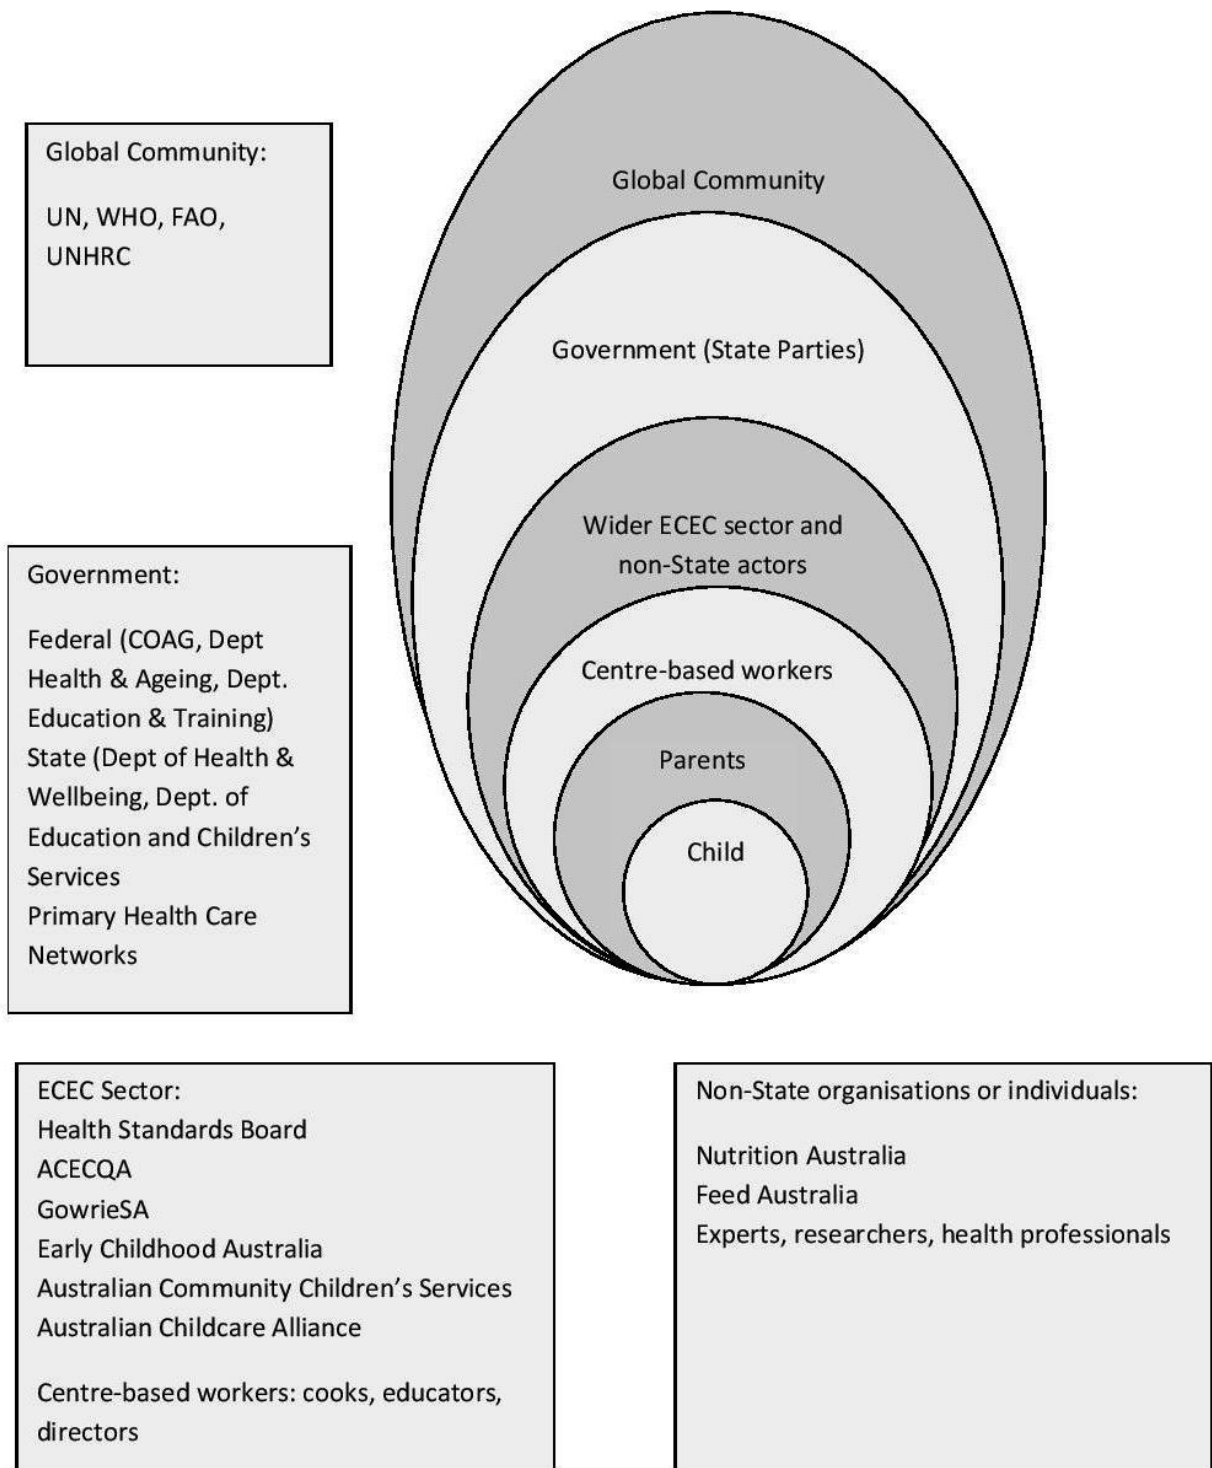 Global Community:
UN, WHO, FAO,
UNHRC
Global Community
Government (State Parties)
Wider ECEC sector and
non-State actors
Centre-based workers
Parents
Child
Government:
Federal (COAG, Dept
Health & Ageing, Dept.
Education & Training)
State (Dept of Health &
Wellbeing, Dept. of
Education and Children’s
Services
Primary Health Care
Networks
ECEC Sector:
Health Standards Board
ACECQA
GowrieSA
Early Childhood Australia
Australian Community Children’s Services
Australian Childcare Alliance
Centre-based workers: cooks, educators,
directors
Non-State organisations or individuals:
Nutrition Australia
Feed Australia
Experts, researchers, health professionals